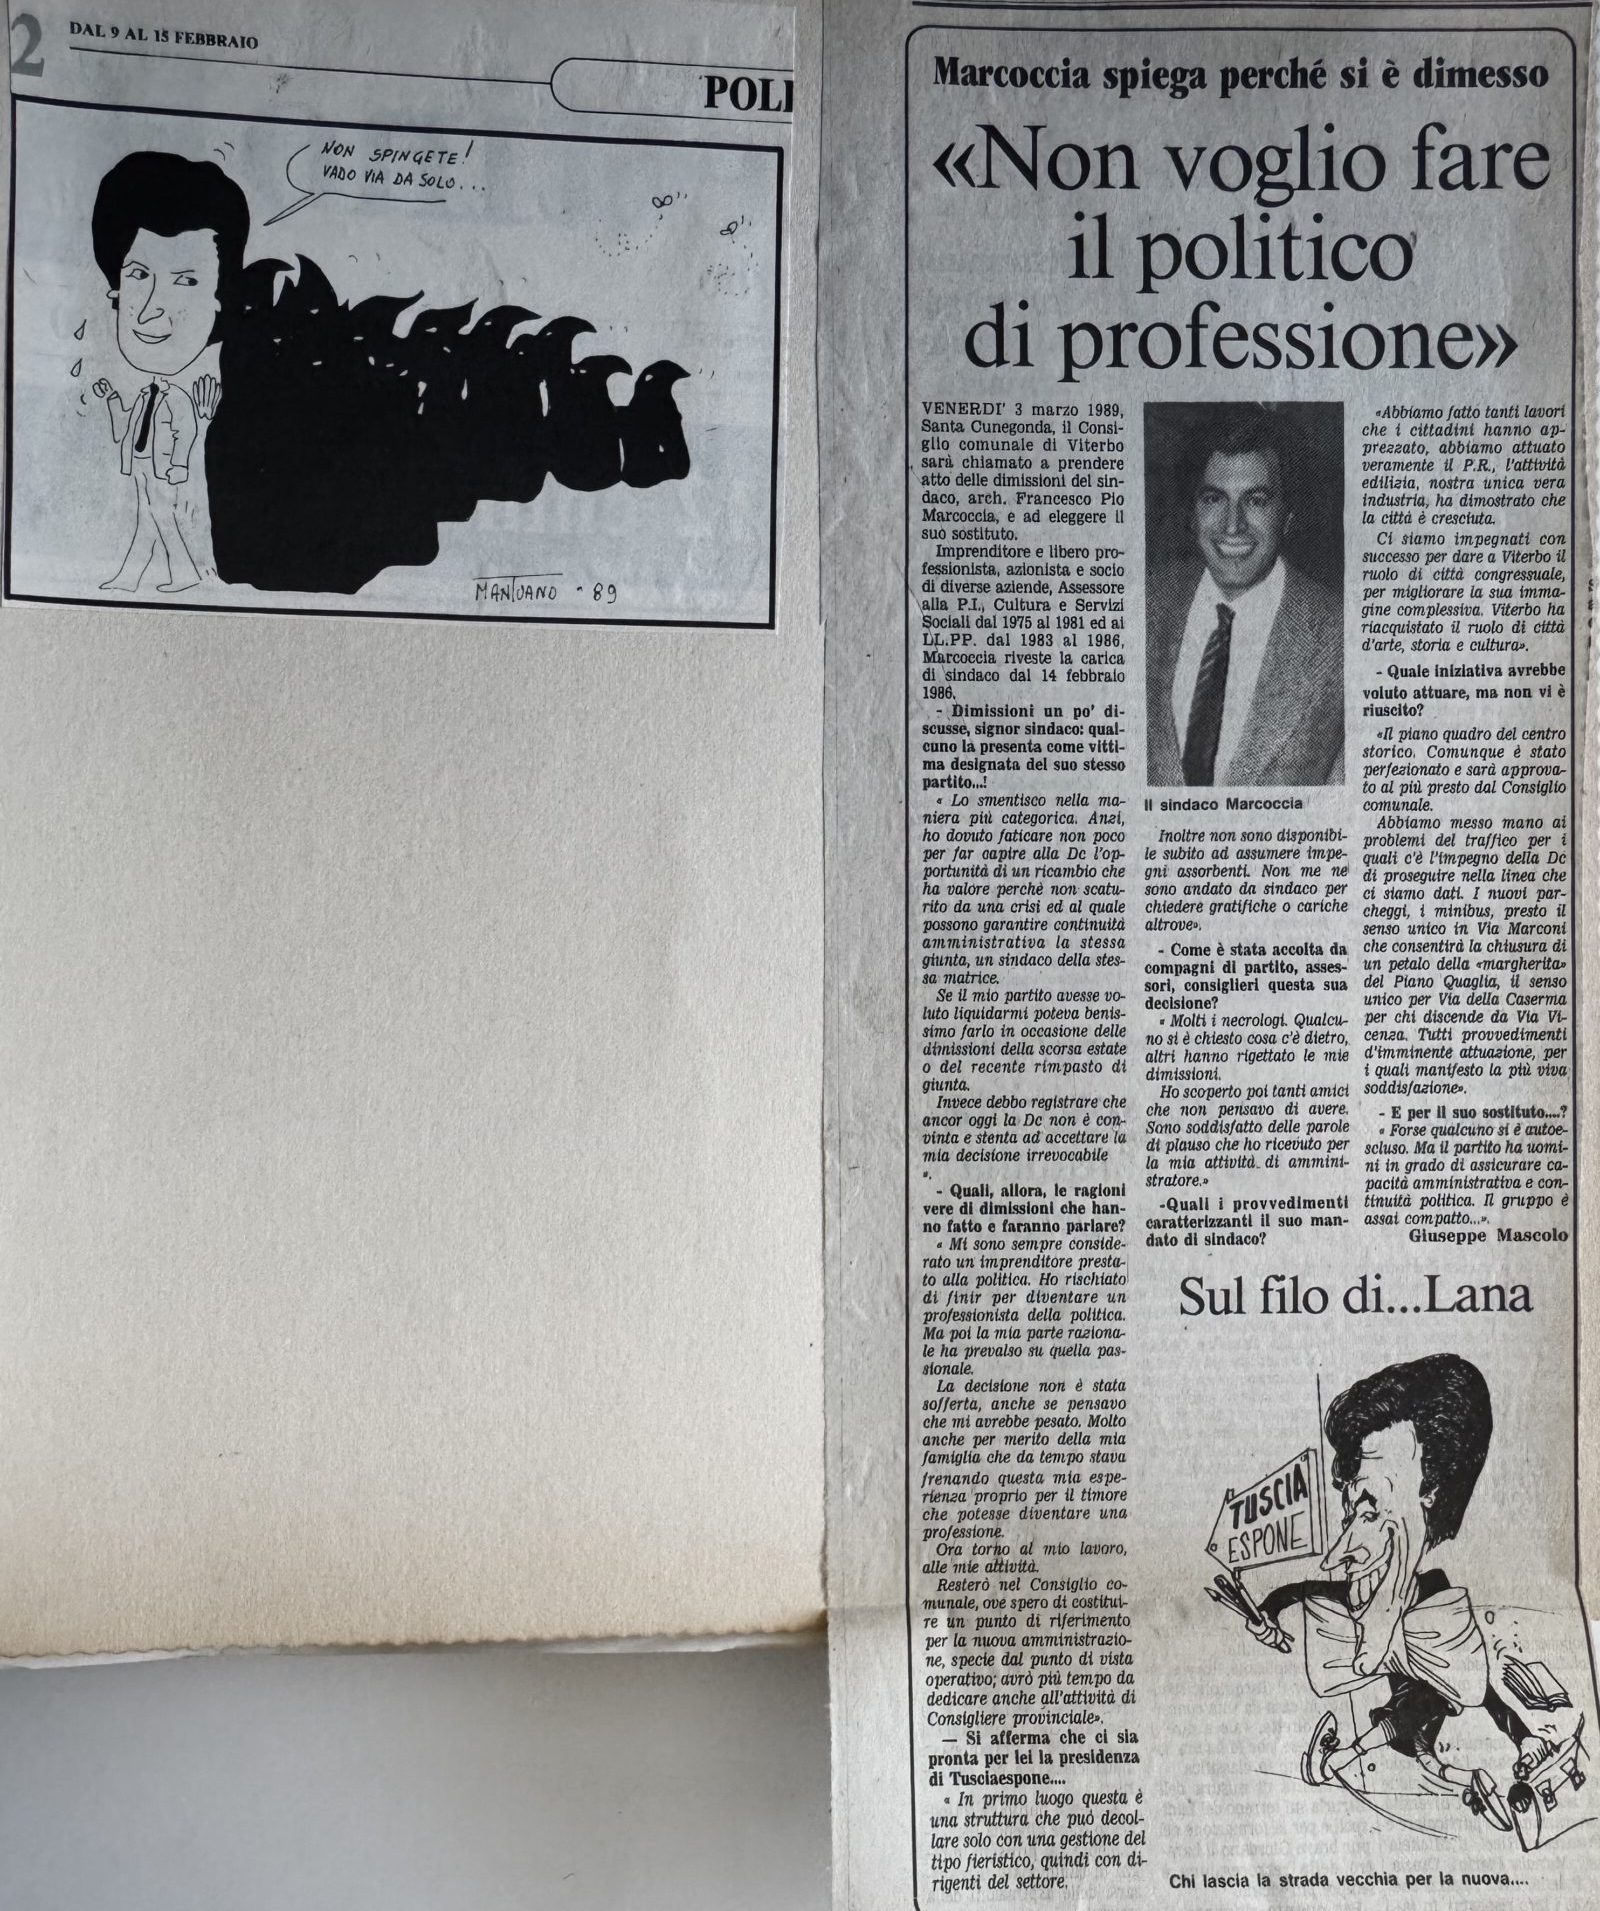 2
DAL 9 AL 15 FEBBRAIO
POLI
NON SPINGETE!
VADO VIA DA SOLO...
MANTUANO - 89
Marcoccia spiega perché si è dimesso
«Non voglio fare
il politico
di professione»
VENERDI' 3 marzo 1989,
Santa Cunegonda, il Consi-
glio comunale di Viterbo
sarà chiamato a prendere
atto delle dimissioni del sin-
daco, arch. Francesco Pio
Marcoccia, e ad eleggere il
suo sostituto.
Imprenditore e libero pro-
fessionista, azionista e socio
di diverse aziende, Assessore
alla P.I., Cultura e Servizi
Sociali dal 1975 al 1981 ed ai
LL.PP. dal 1983 al 1986,
Marcoccia riveste la carica
di sindaco dal 14 febbraio
1986.
- Dimissioni un po' di-
scusse, signor sindaco: qual-
cuno la presenta come vitti-
ma designata del suo stesso
partito...!
« Lo smentisco nella ma-
niera più categorica. Anzi,
ho dovuto faticare non poco
per far capire alla Dc l'op-
portunità di un ricambio che
ha valore perchè non scatu-
rito da una crisi ed al quale
possono garantire continuità
amministrativa la stessa
giunta, un sindaco della stes-
sa matrice.
Se il mio partito avesse vo-
luto liquidarmi poteva benis-
simo farlo in occasione delle
dimissioni della scorsa estate
o del recente rimpasto di
giunta.
Invece debbo registrare che
ancor oggi la Dc non è con-
vinta e stenta ad accettare la
mia decisione irrevocabile
».
- Quali, allora, le ragioni
vere di dimissioni che han-
no fatto e faranno parlare?
« Mi sono sempre conside-
rato un imprenditore presta-
to alla politica. Ho rischiato
di finir per diventare un
professionista della politica.
Ma poi la mia parte raziona-
le ha prevalso su quella pas-
sionale.
La decisione non è stata
sofferta, anche se pensavo
che mi avrebbe pesato. Molto
anche per merito della mia
famiglia che da tempo stava
frenando questa mia espe-
rienza proprio per il timore
che potesse diventare una
professione.
Ora torno al mio lavoro,
alle mie attività.
Resterò nel Consiglio co-
munale, ove spero di costitui-
re un punto di riferimento
per la nuova amministrazio-
ne, specie dal punto di vista
operativo; avrò più tempo da
dedicare anche all'attività di
Consigliere provinciale».
— Si afferma che ci sia
pronta per lei la presidenza
di Tusciaespone....
« In primo luogo questa è
una struttura che può decol-
lare solo con una gestione del
tipo fieristico, quindi con di-
rigenti del settore.
Il sindaco Marcoccia
Inoltre non sono disponibi-
le subito ad assumere impe-
gni assorbenti. Non me ne
sono andato da sindaco per
chiedere gratifiche o cariche
altrove».
- Come è stata accolta da
compagni di partito, asses-
sori, consiglieri questa sua
decisione?
« Molti i necrologi. Qualcu-
no si è chiesto cosa c'è dietro,
altri hanno rigettato le mie
dimissioni.
Ho scoperto poi tanti amici
che non pensavo di avere.
Sono soddisfatto delle parole
di plauso che ho ricevuto per
la mia attività di ammini-
stratore.»
-Quali i provvedimenti
caratterizzanti il suo man-
dato di sindaco?
«Abbiamo fatto tanti lavori
che i cittadini hanno ap-
prezzato, abbiamo attuato
veramente il P.R., l'attività
edilizia, nostra unica vera
industria, ha dimostrato che
la città è cresciuta.
Ci siamo impegnati con
successo per dare a Viterbo il
ruolo di città congressuale,
per migliorare la sua imma-
gine complessiva. Viterbo ha
riacquistato il ruolo di città
d'arte, storia e cultura».
- Quale iniziativa avrebbe
voluto attuare, ma non vi è
riuscito?
«Il piano quadro del centro
storico. Comunque è stato
perfezionato e sarà approva-
to al più presto dal Consiglio
comunale.
Abbiamo messo mano ai
problemi del traffico per i
quali c'è l'impegno della Dc
di proseguire nella linea che
ci siamo dati. I nuovi par-
cheggi, i minibus, presto il
senso unico in Via Marconi
che consentirà la chiusura di
un petalo della «margherita»
del Piano Quaglia, il senso
unico per Via della Caserma
per chi discende da Via Vi-
cenza. Tutti provvedimenti
d'imminente attuazione, per
i quali manifesto la più viva
soddisfazione».
- E per il suo sostituto....?
« Forse qualcuno si è autoe-
scluso. Ma il partito ha uomi-
ni in grado di assicurare ca-
pacità amministrativa e con-
tinuità politica. Il gruppo è
assai compatto...».
Giuseppe Mascolo
Sul filo di...Lana
TUSCIA
ESPONE
Chi lascia la strada vecchia per la nuova....